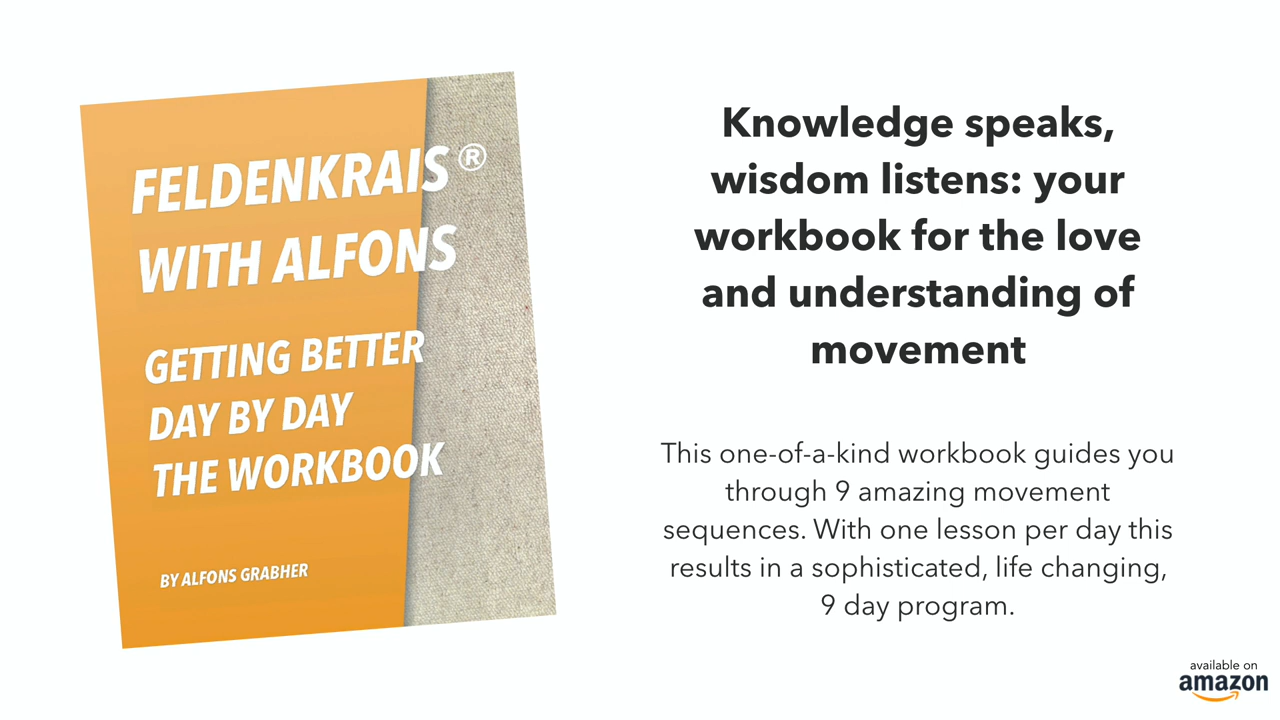 FELDENKRAIS®
WITH ALFONS
GETTING BETTER
DAY BY DAY
THE WORKBOOK
BY ALFONS GRABHER
Knowledge speaks,
wisdom listens: your
workbook for the love
and understanding of
movement
This one-of-a-kind workbook guides you
through 9 amazing movement
sequences. With one lesson per day this
results in a sophisticated, life changing,
9 day program.
available on
amazon